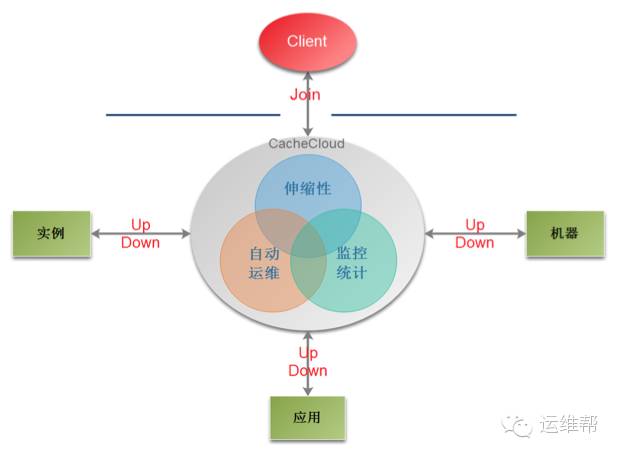 Client
Join
CacheCloud
伸缩性
实例
Up
Down
自动
运维
监控
统计
Up
Down
机器
Up
Down
应用
运维帮